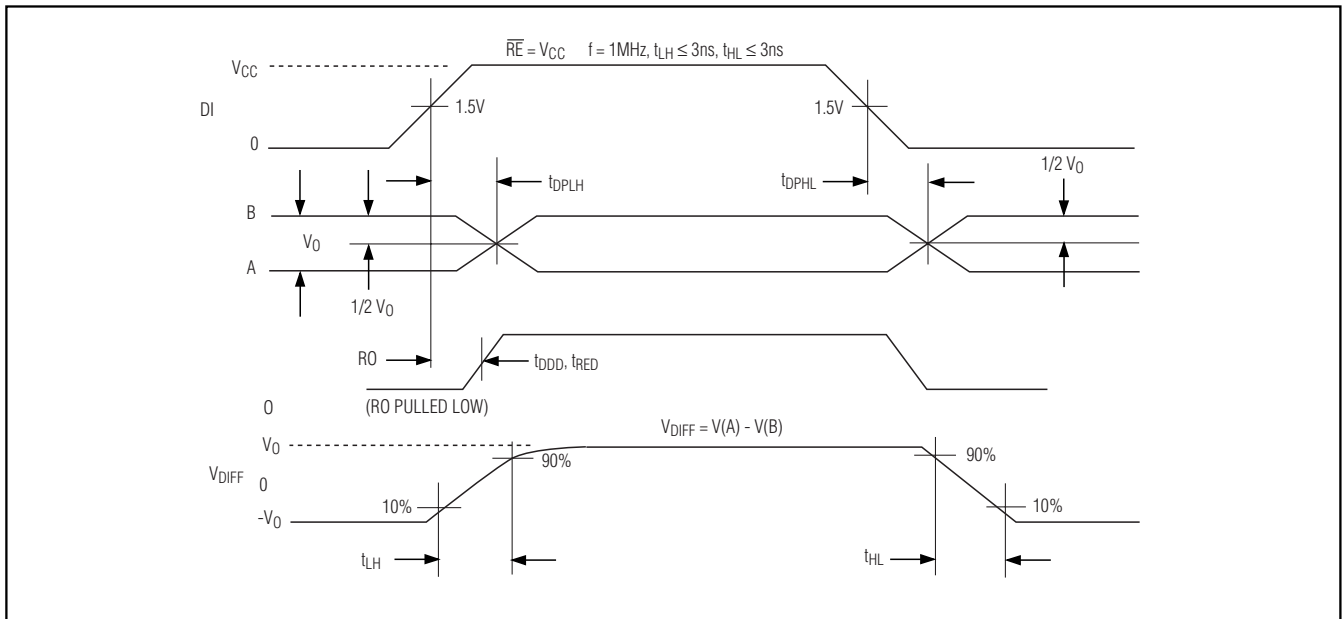 RE = VCC f = 1MHz, tLH ≤ 3ns, tHL ≤ 3ns
VCC
DI
1.5V
1.5V
0
1/2 VO
tDPLH
tDPHL
B
VO
A
1/2 VO
RO
tDDD, tRED
0
(RO PULLED LOW)
VDIFF = V(A) - V(B)
VO
90%
90%
VDIFF
0
10%
10%
-VO
tLH
tHL